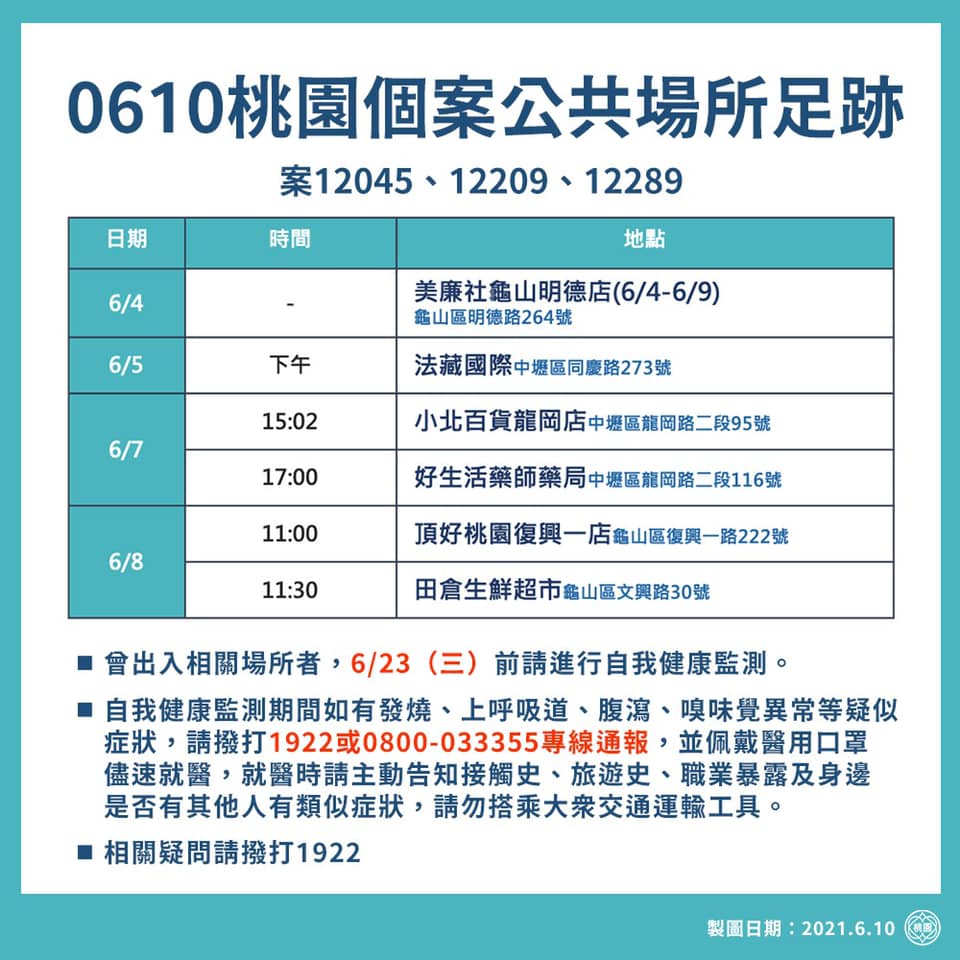 0610桃園個案公共場所足跡
案12045、12209、12289
日期 時間 地點
6/4 - 美廉社龜山明德店(6/4-6/9)
龜山區明德路264號
6/5 下午 法藏國際中壢區同慶路273號
6/7 15:02 小北百貨龍岡店中壢區龍岡路二段95號
17:00 好生活藥師藥局中壢區龍岡路二段116號
6/8 11:00 頂好桃園復興一店龜山區復興一路222號
11:30 田倉生鮮超市龜山區文興路30號
■ 曾出入相關場所者，6/23（三）前請進行自我健康監測。
■ 自我健康監測期間如有發燒、上呼吸道、腹瀉、嗅味覺異常等疑似
症狀，請撥打1922或0800-033355專線通報，並佩戴醫用口罩
儘速就醫，就醫時請主動告知接觸史、旅遊史、職業暴露及身邊
是否有其他人有類似症狀，請勿搭乘大衆交通運輸工具。
■ 相關疑問請撥打1922
製圖日期：2021.6.10 桃園